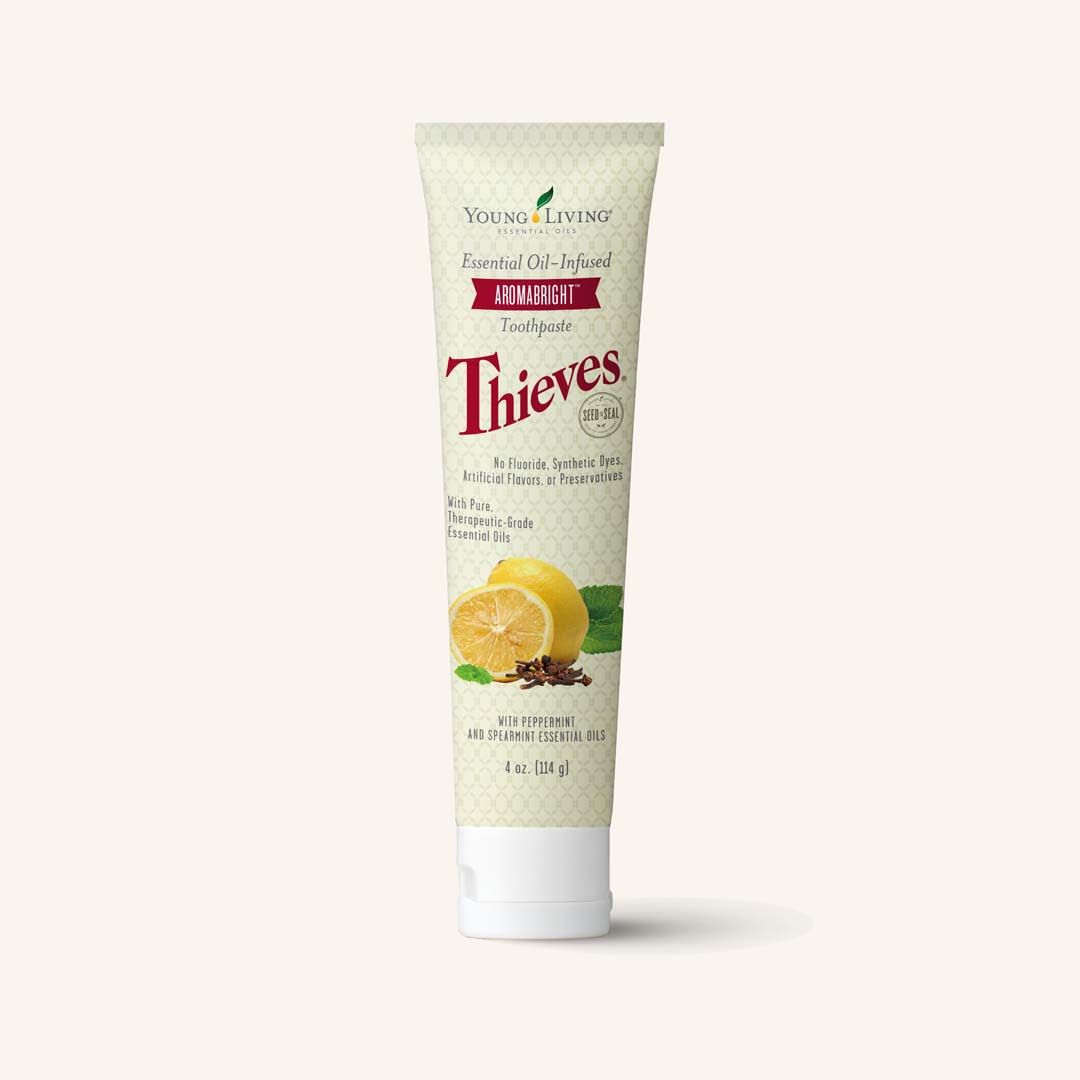 YOUNG LIVING®
ESSENTIAL OILS
Essential Oil-Infused
AROMABRIGHT™
Toothpaste
Thieves®
SEED TO SEAL
No Fluoride, Synthetic Dyes,
Artificial Flavors, or Preservatives
With Pure,
Therapeutic-Grade
Essential Oils
WITH PEPPERMINT
AND SPEARMINT ESSENTIAL OILS
4 oz. (114 g)